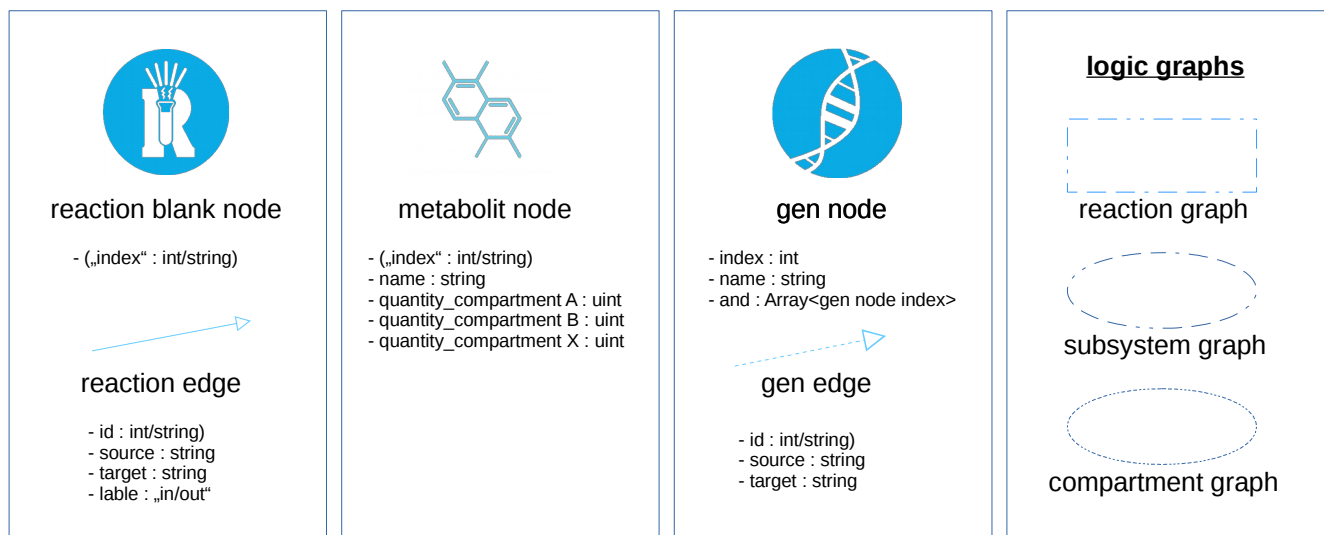 R
reaction blank node
- („index“ : int/string)
reaction edge
- id : int/string)
- source : string
- target : string
- lable : „in/out“
metabolit node
- („index“ : int/string)
- name : string
- quantity_compartment A : uint
- quantity_compartment B : uint
- quantity_compartment X : uint
gen node
- index : int
- name : string
- and : Array<gen node index>
gen edge
- id : int/string)
- source : string
- target : string
logic graphs
reaction graph
subsystem graph
compartment graph